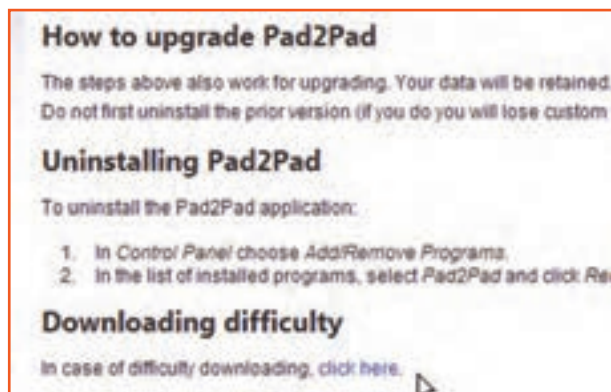 How to upgrade Pad2Pad
The steps above also work for upgrading. Your data will be retained.
Do not first uninstall the prior version (if you do you will lose custom
Uninstalling Pad2Pad
To uninstall the Pad2Pad application:
1. In Control Panel choose Add/Remove Programs.
2. In the list of installed programs, select Pad2Pad and click
Downloading difficulty
In case of difficulty downloading, click here.